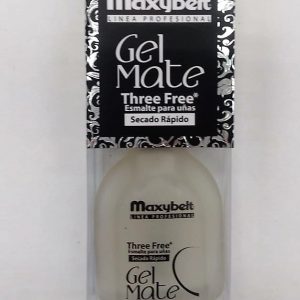 Maxybelt
LINEA PROFESIONAL
Gel
Mate
Three Free®
Esmalte para uñas
Secado Rápido
Maxybelt
LINEA PROFESIONAL
Three Free®
Esmalte para uñas
Secado Rápido
Gel
Mate